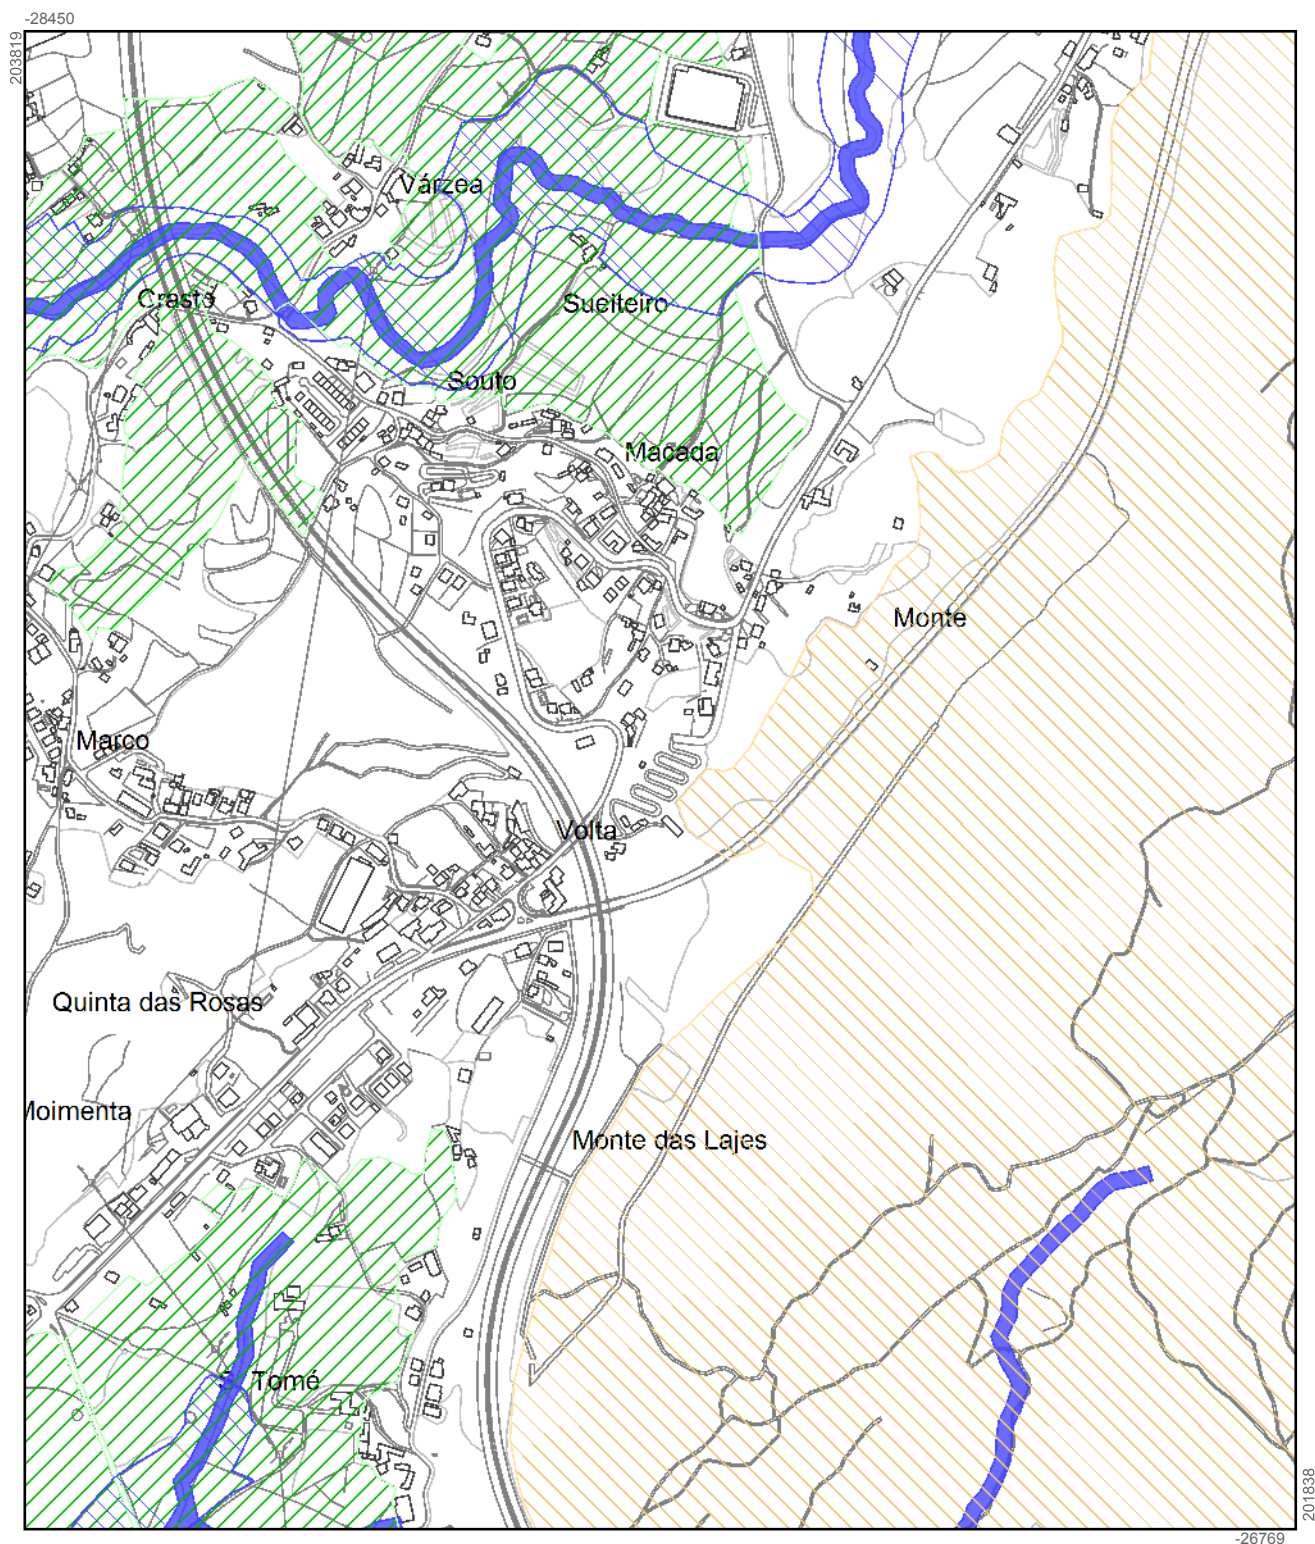 -28450
203819
Várzea
Crasto
Sueiteiro
Souto
Macada
Monte
Marco
Volta
Quinta das Rosas
Moimenta
Monte das Lajes
Tomé
201838
-26769